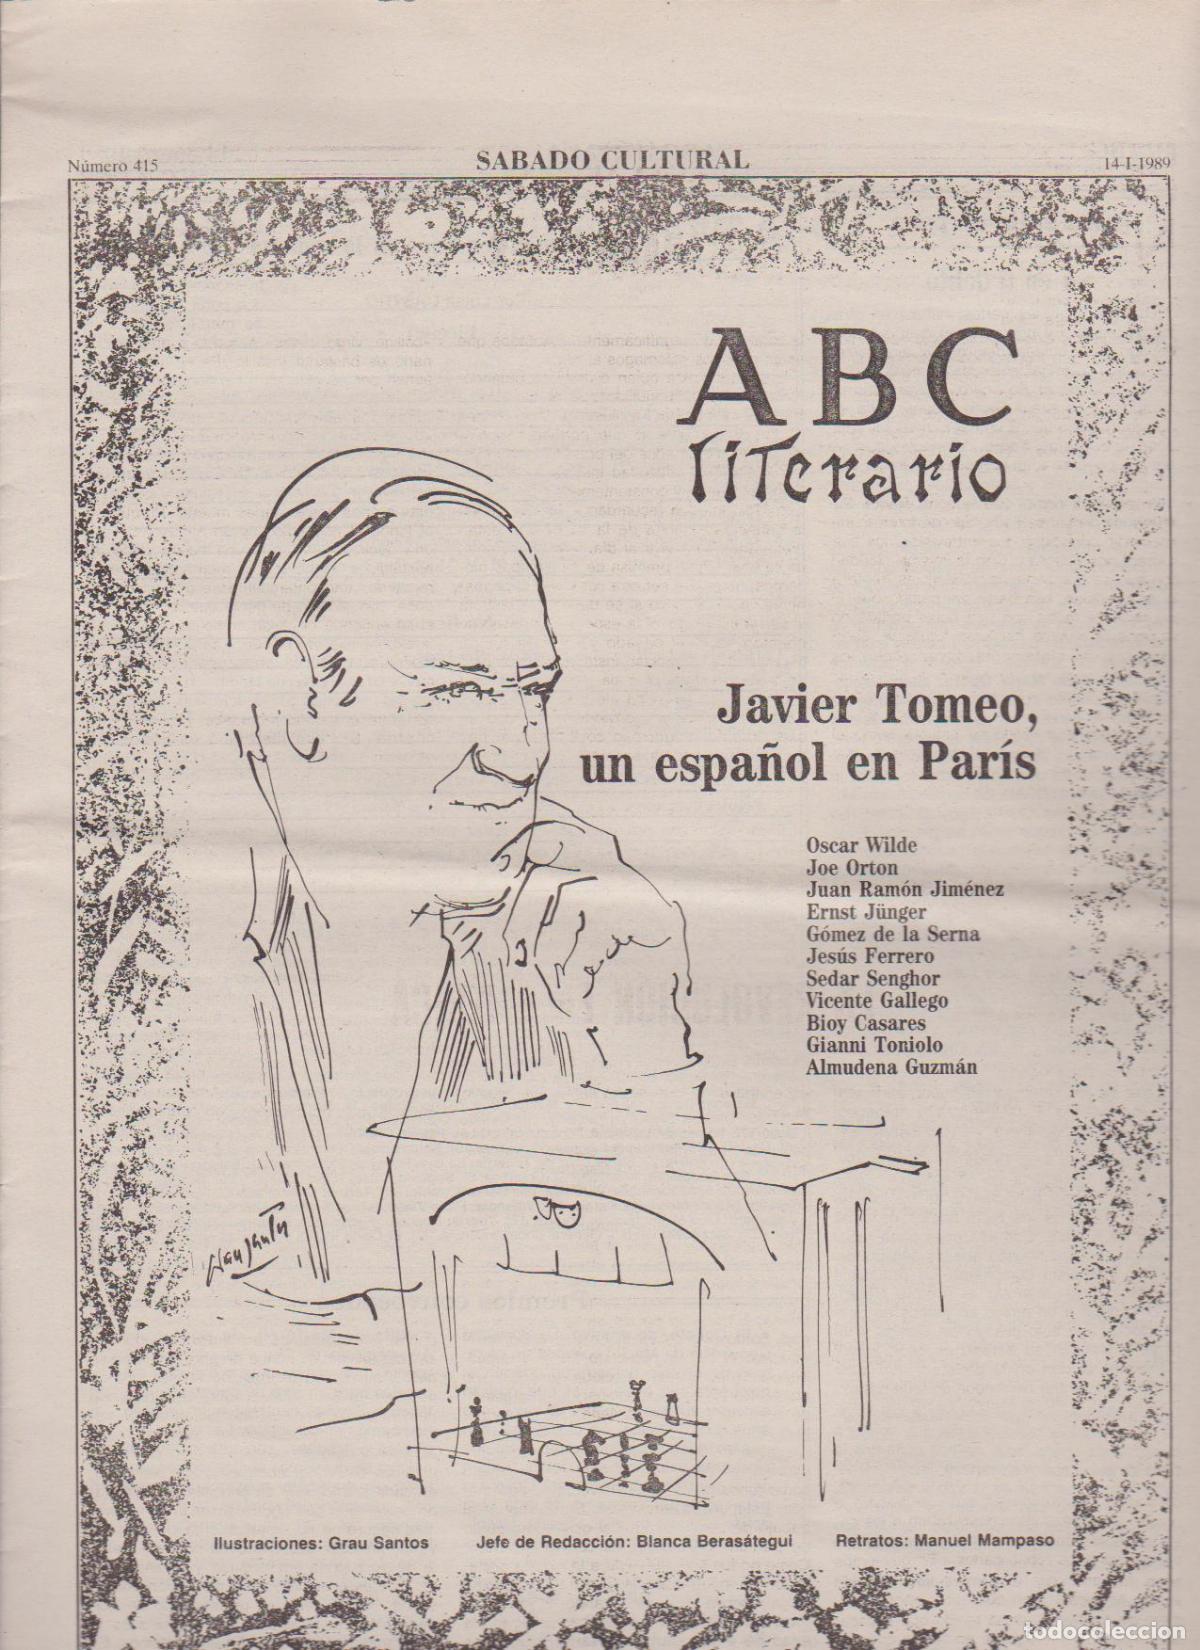 Número 415
SABADO CULTURAL
14-I-1989
ABC
literario
Javier Tomeo,
un español en París
Oscar Wilde
Joe Orton
Juan Ramón Jiménez
Ernst Jünger
Gómez de la Serna
Jesús Ferrero
Sedar Senghor
Vicente Gallego
Bioy Casares
Gianni Toniolo
Almudena Guzmán
Ilustraciones: Grau Santos
Jefe de Redacción: Blanca Berasátegui
Retratos: Manuel Mampaso
todocoleccion